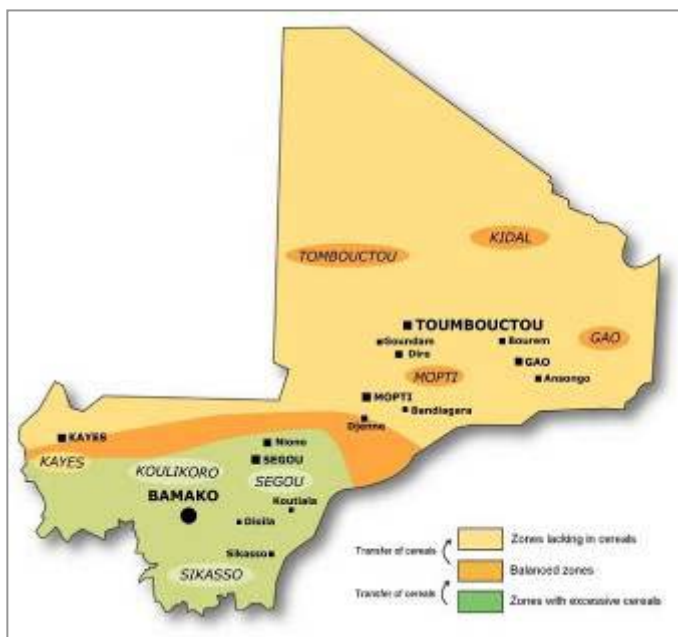 KIDAL
TOMBOUCTOU
TOUMBOUCTOU
Goundam
Bourem
GAO
Dire
GAO
MOPTI
Ansongo
MOPTI
Bandiagara
Djenne
KAYES
Niono
KAYES
KOULIKORO
SEGOU
SEGOU
BAMAKO
Koutiala
Dioila
Sikasso
SIKASSO
Zones lacking in cereals
Transfer of cereals
Balanced zones
Transfer of cereals
Zones with excessive cereals